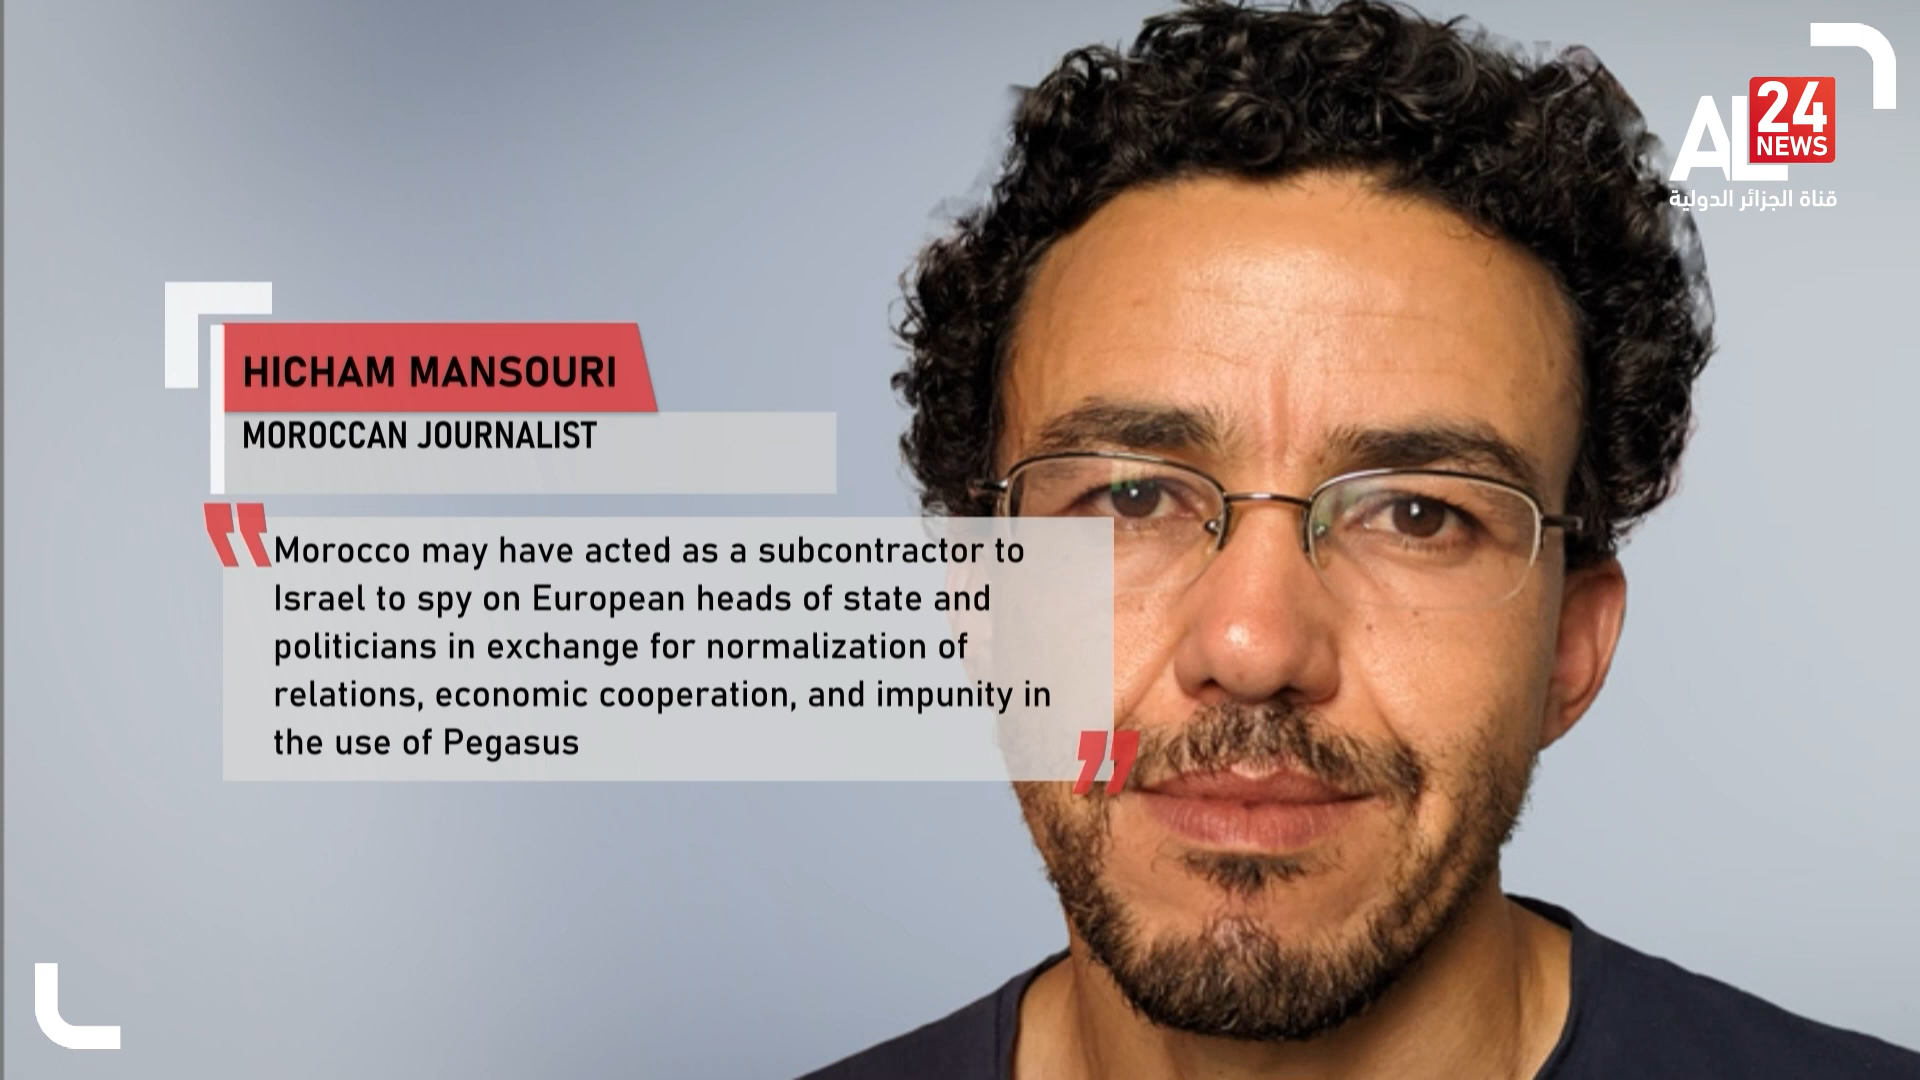 AL 24
NEWS
قناة الجزائر الدولية
HICHAM MANSOURI
MOROCCAN JOURNALIST
"Morocco may have acted as a subcontractor to
Israel to spy on European heads of state and
politicians in exchange for normalization of
relations, economic cooperation, and impunity in
the use of Pegasus"